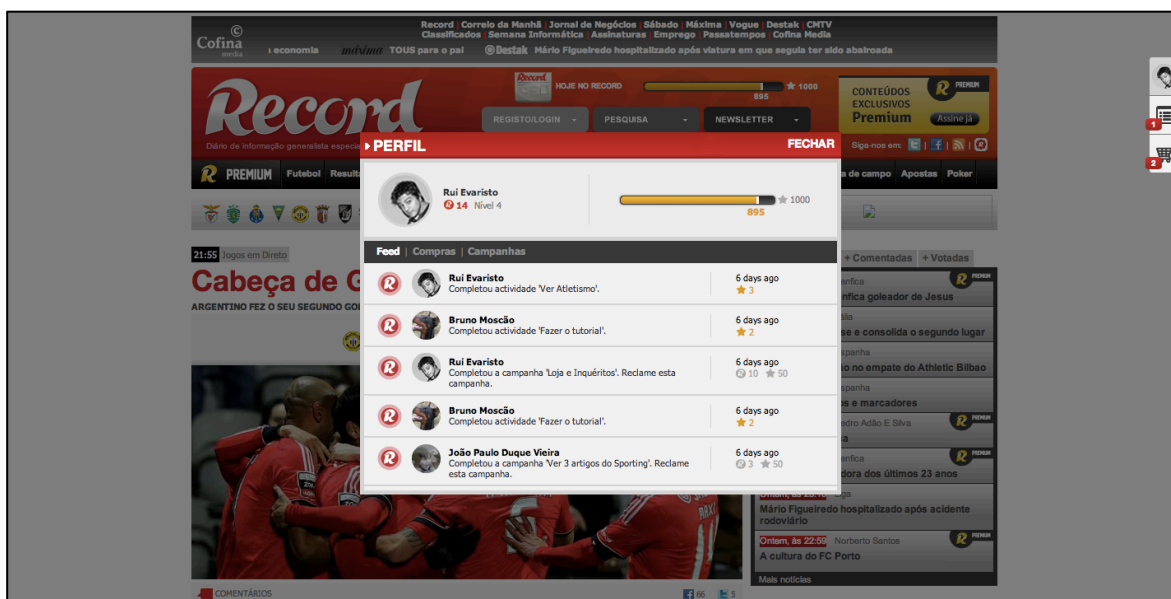 Record | Correio da Manhã | Jornal de Negócios | Sábado | Máxima | Vogue | Destak | CMTV
Classificados | Semana Informática | Assinaturas | Emprego | Passatempos | Cofina Media
Cofina
media
economia máxima TOUS para o pai Destak Mário Figueiredo hospitalizado após viatura em que seguia ter sido abalroada
Record
Diário de informação generalista especia
Record
HOJE NO RECORD
895
1000
REGISTO/LOGIN
PESQUISA
NEWSLETTER
CONTEÚDOS
EXCLUSIVOS
Premium
R PREMIUM
Assine já
Siga-nos em:
R PREMIUM Futebol Result
a de campo Apostas Poker
PERFIL
FECHAR
Rui Evaristo
14 Nível 4
1000
895
Feed | Compras | Campanhas
Rui Evaristo
Completou actividade 'Ver Atletismo'.
6 days ago
3
Bruno Moscão
Completou actividade 'Fazer o tutorial'.
6 days ago
2
Rui Evaristo
Completou a campanha 'Loja e Inquéritos'. Reclame esta
campanha.
6 days ago
10 50
Bruno Moscão
Completou actividade 'Fazer o tutorial'.
6 days ago
2
João Paulo Duque Vieira
Completou a campanha 'Ver 3 artigos do Sporting'. Reclame
esta campanha.
6 days ago
3 50
21:55 Jogos em Direto
Cabeça de G
ARGENTINO FEZ O SEU SEGUNDO GOL
+ Comentadas + Votadas
enfica
PREMIUM
nfica goleador de Jesus
se e consolida o segundo lugar
spanha
o no empate do Athletic Bilbao
spanha
s e marcadores
edro Adão E Silva
PREMIUM
a
enfica
PREMIUM
dora dos últimos 23 anos
Liga
Mário Figueiredo hospitalizado após acidente
rodoviário
Ontem, às 22:59 Norberto Santos
PREMIUM
A cultura do FC Porto
Mais notícias
COMENTÁRIOS
66
5
1
2